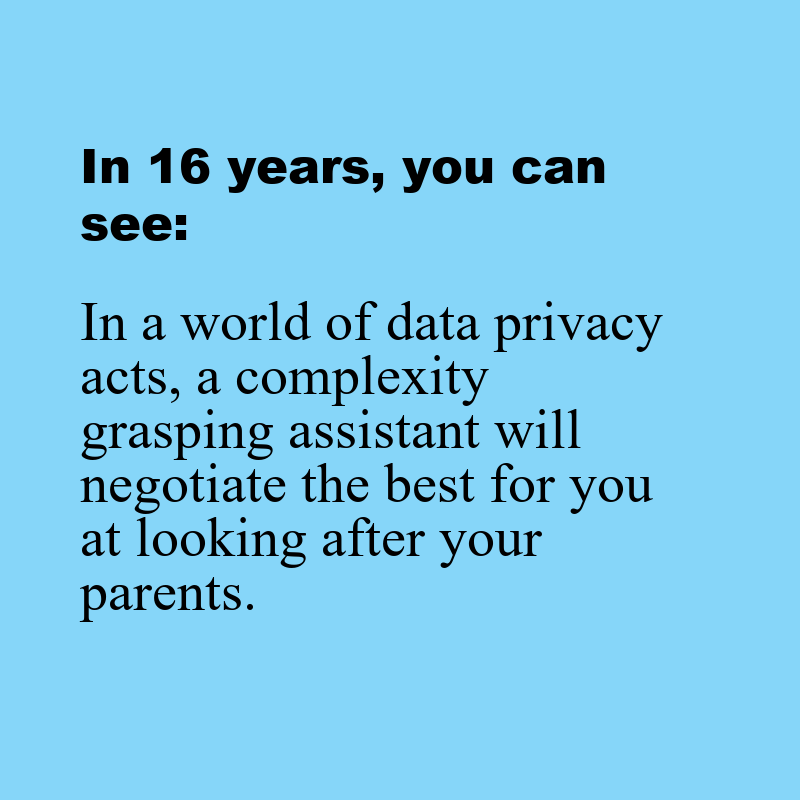 In 16 years, you can
see:
In a world of data privacy
acts, a complexity
grasping assistant will
negotiate the best for you
at looking after your
parents.